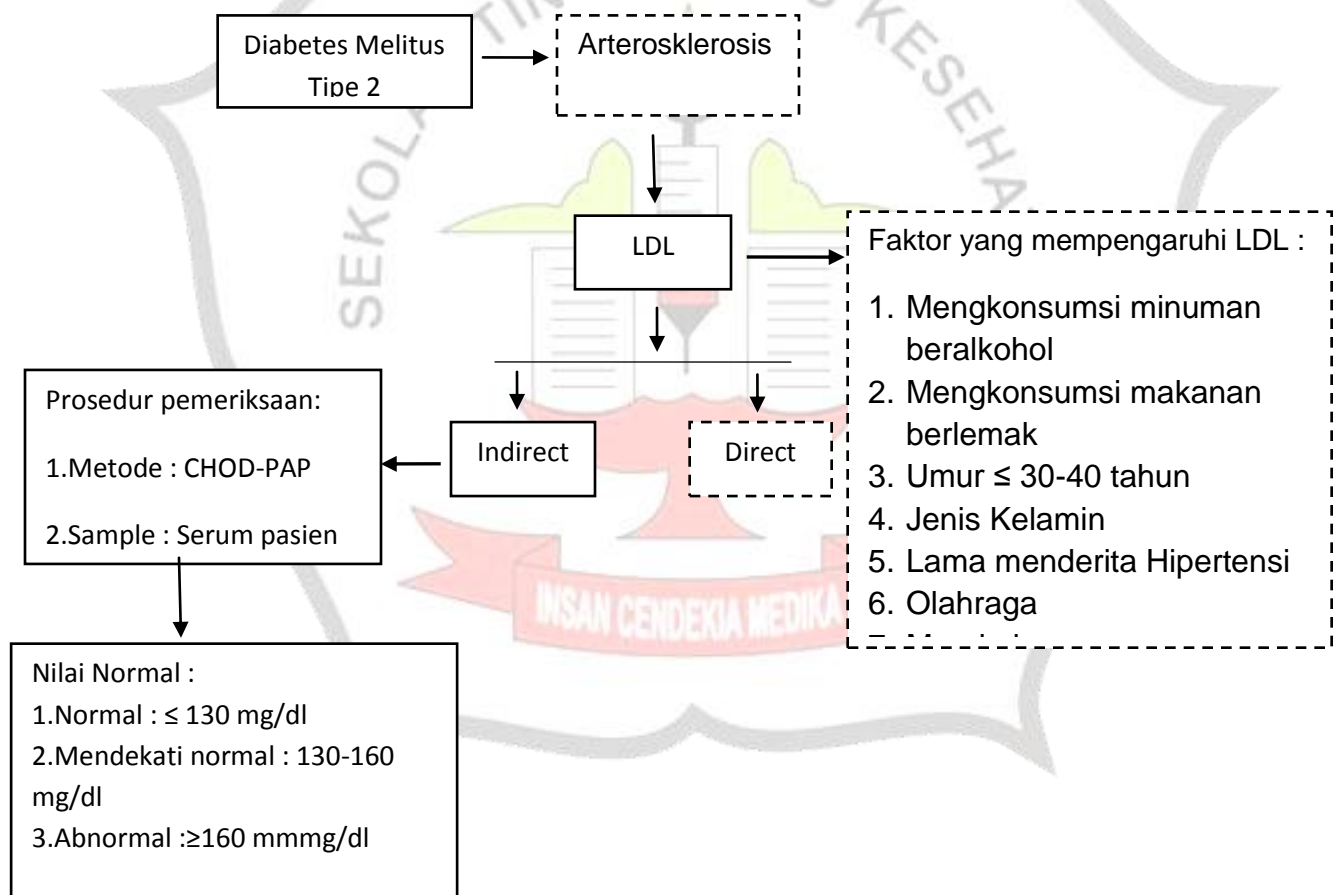 Diabetes Melitus
Tipe 2
Arterosklerosis
LDL
Faktor yang mempengaruhi LDL :
1. Mengkonsumsi minuman
beralkohol
2. Mengkonsumsi makanan
berlemak
3. Umur ≤ 30-40 tahun
4. Jenis Kelamin
5. Lama menderita Hipertensi
6. Olahraga
Indirect
Direct
Prosedur pemeriksaan:
1.Metode : CHOD-PAP
2.Sample : Serum pasien
Nilai Normal :
1.Normal : ≤ 130 mg/dl
2.Mendekati normal : 130-160
mg/dl
3.Abnormal :≥160 mmmg/dl
INSAN CENDEKIA MEDIKA